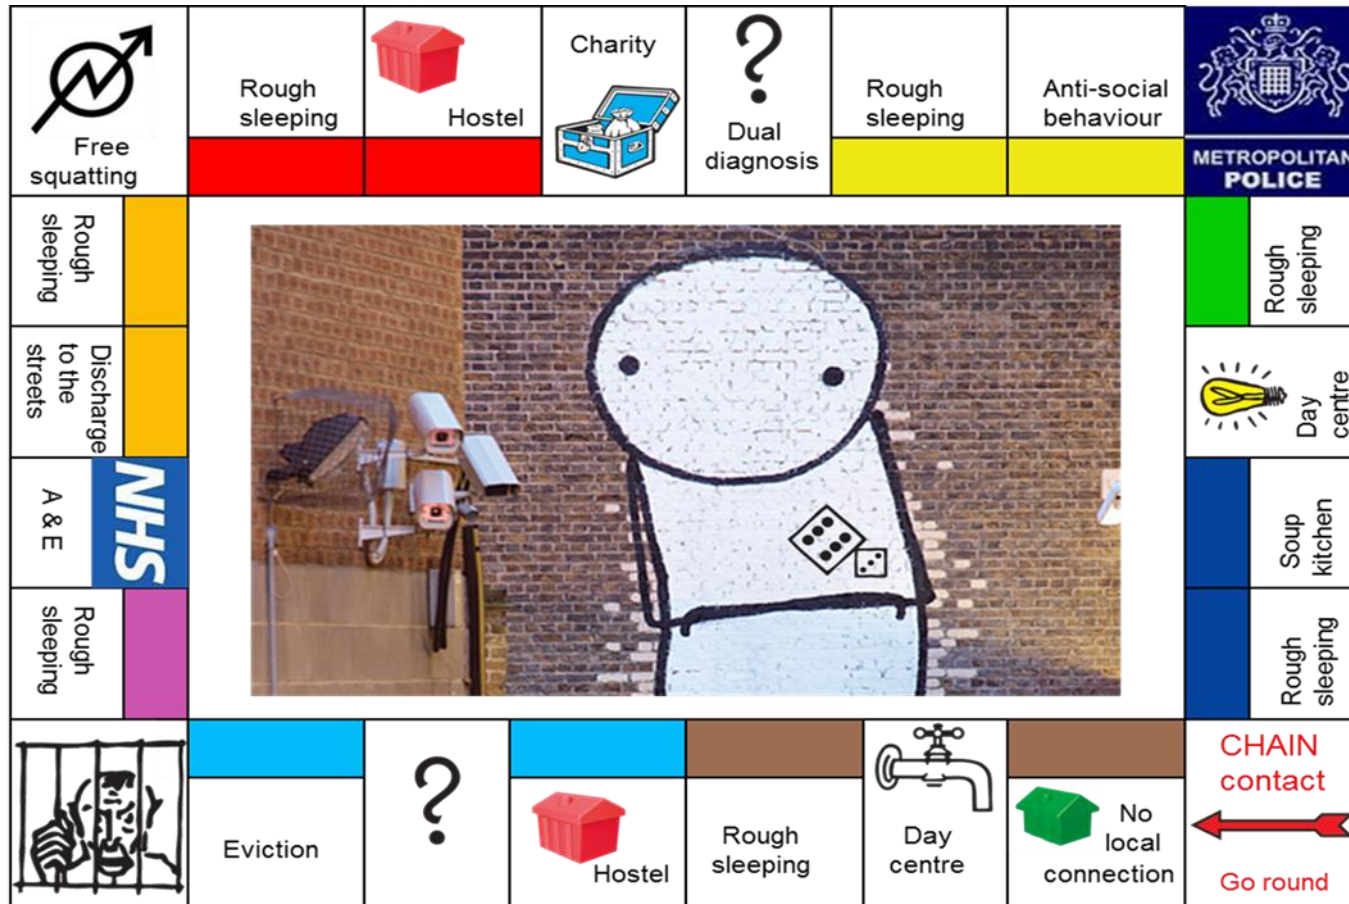 Free
squatting
Rough
sleeping
Hostel
Charity
?
Dual
diagnosis
Rough
sleeping
Anti-social
behaviour
METROPOLITAN
POLICE
Rough
sleeping
Day
centre
Soup
kitchen
Rough
sleeping
CHAIN
contact
Go round
No
local
connection
Day
centre
Rough
sleeping
Hostel
?
Eviction
Rough
sleeping
A & E
NHS
Discharge
to the
streets
Rough
sleeping